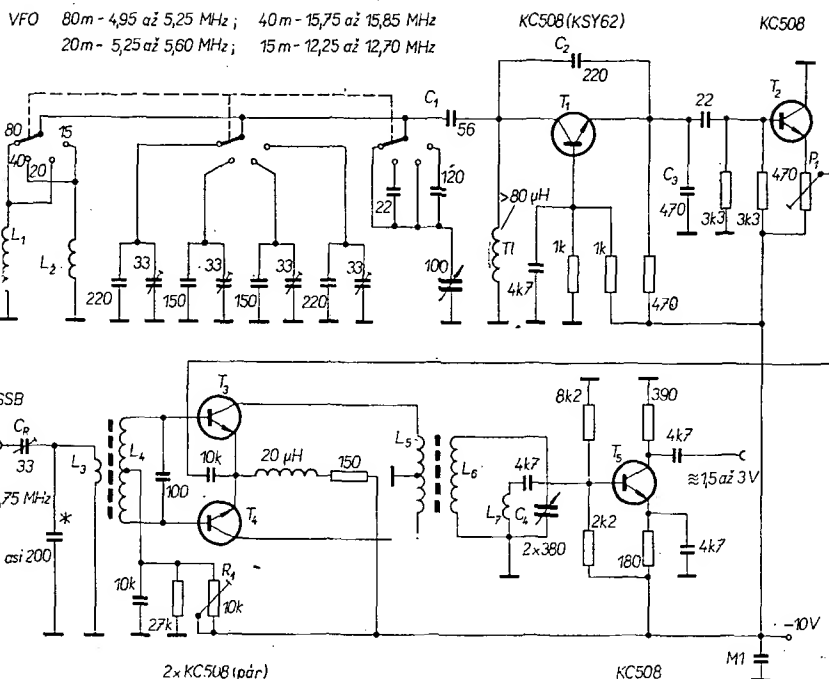 VFO 80m - 4,95 až 5,25 MHz; 40m - 15,75 až 15,85 MHz
20m - 5,25 až 5,60 MHz; 15m - 12,25 až 12,70 MHz
KC508 (KSY62)
KC508
C2
220
C1
56
T1
22
T2
80
15
40
20
120
22
C3
470
3k3
3k3
470
P1
>80 µH
L1
L2
33
33
33
33
220
150
150
220
100
Tl
4k7
1k
1k
470
SSB
CR
33
L3
L4
T3
10k
20 µH
150
100
T4
L5
L6
4k7
L7
C4
2×380
8k2
390
T5
4k7
≅1,5 až 3V
2k2
180
4k7
,75 MHz
*
asi 200
10k
27k
R1
10k
-10V
M1
2x KC508 (pár)
KC508